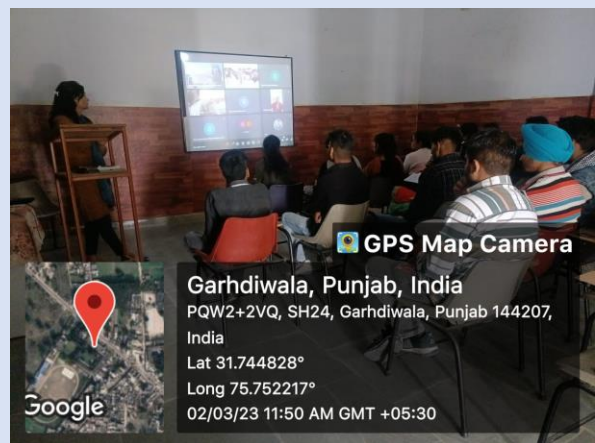 GPS Map Camera
Garhdiwala, Punjab, India
PQW2+2VQ, SH24, Garhdiwala, Punjab 144207,
India
Lat 31.744828°
Long 75.752217°
02/03/23 11:50 AM GMT +05:30
Google